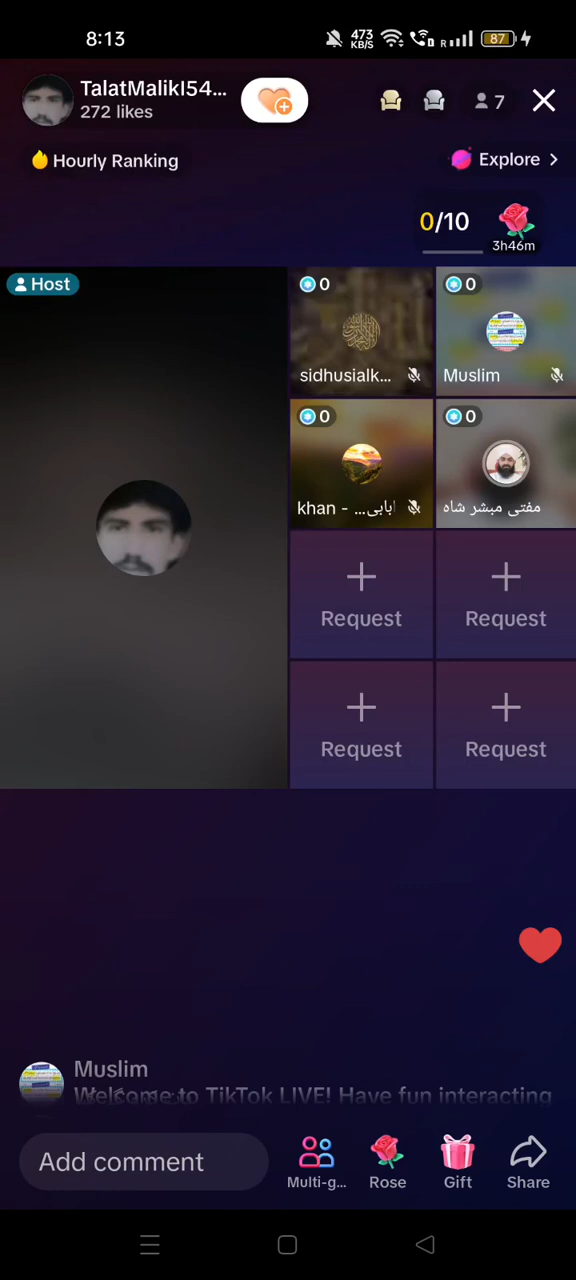 8:13
473
KB/S
R
87
TalatMalikI54...
272 likes
7
Hourly Ranking
Explore
0/10
3h46m
Host
0
0
sidhusialk...
Muslim
0
0
khan - ...ابابی
مفتی مبشر شاہ
Request
Request
Request
Request
Muslim
Welcome to TikTok LIVE! Have fun interacting
Add comment
Multi-g...
Rose
Gift
Share